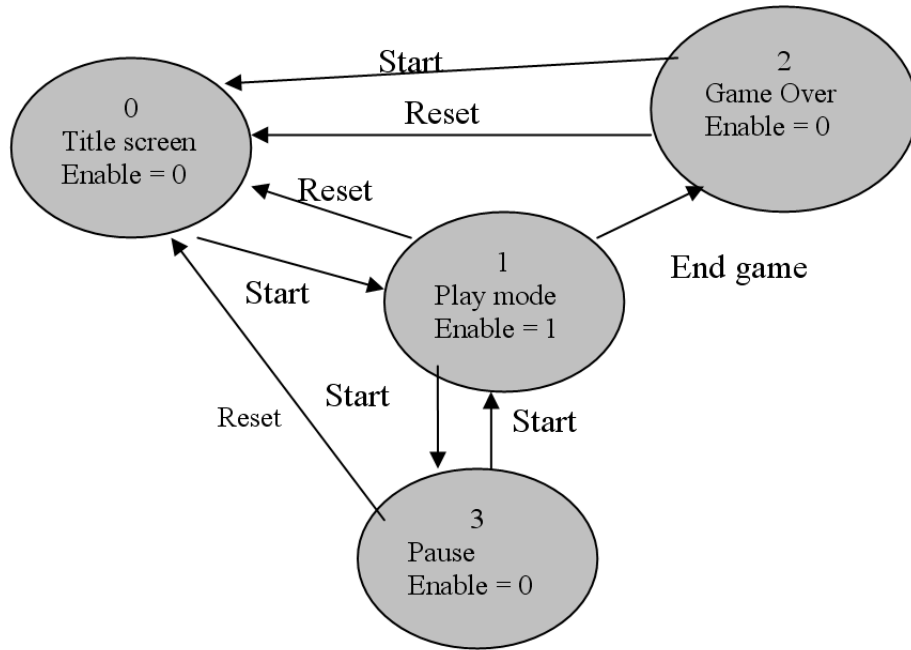 Start
2
Game Over
Enable = 0
0
Title screen
Enable = 0
Reset
Reset
1
Play mode
Enable = 1
End game
Start
Start
Reset
Start
3
Pause
Enable = 0